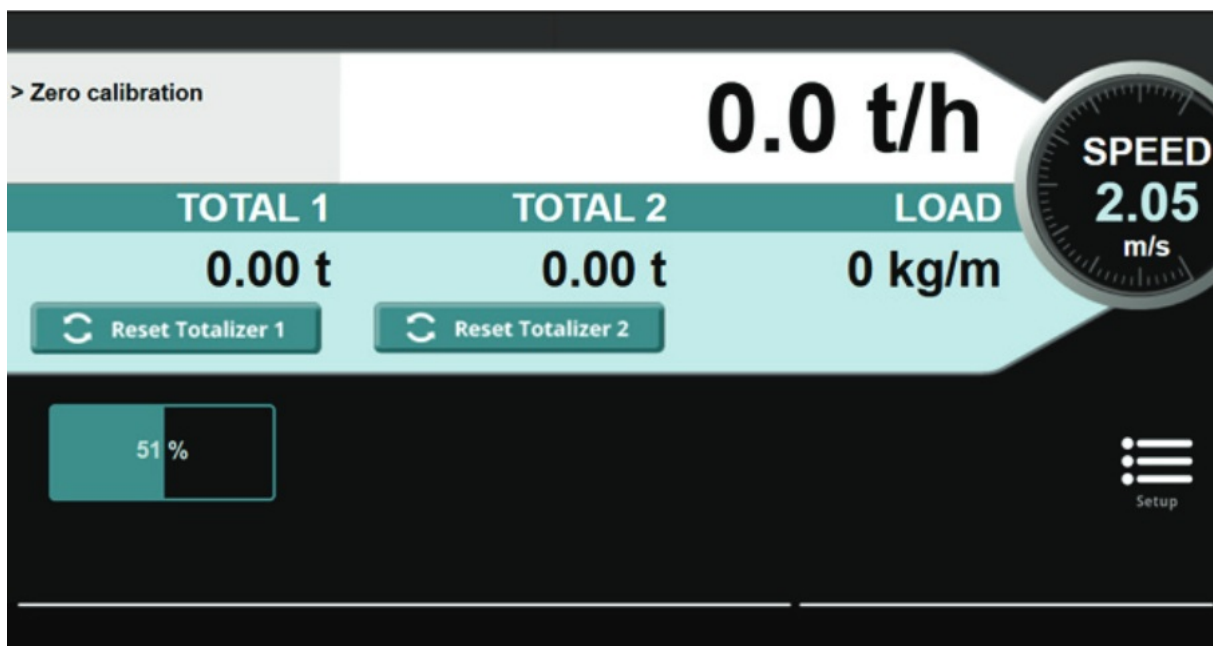 > Zero calibration
0.0 t/h
SPEED
2.05
m/s
TOTAL 1
TOTAL 2
LOAD
0.00 t
0.00 t
0 kg/m
Reset Totalizer 1
Reset Totalizer 2
51 %
Setup